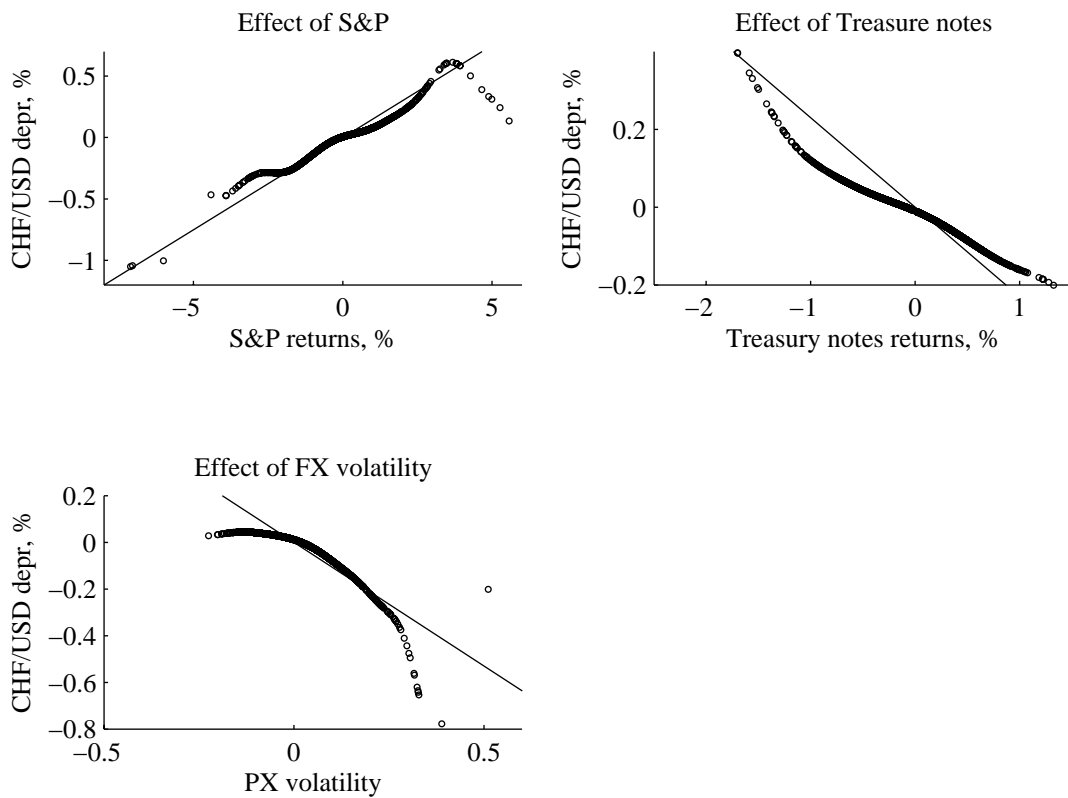 Effect of S&P
CHF/USD depr, %
0.5
0
−0.5
−1
−5
0
5
S&P returns, %
Effect of Treasure notes
CHF/USD depr, %
0.2
0
−0.2
−2
−1
0
1
Treasury notes returns, %
Effect of FX volatility
CHF/USD depr, %
0.2
0
−0.2
−0.4
−0.6
−0.8
−0.5
0
0.5
PX volatility